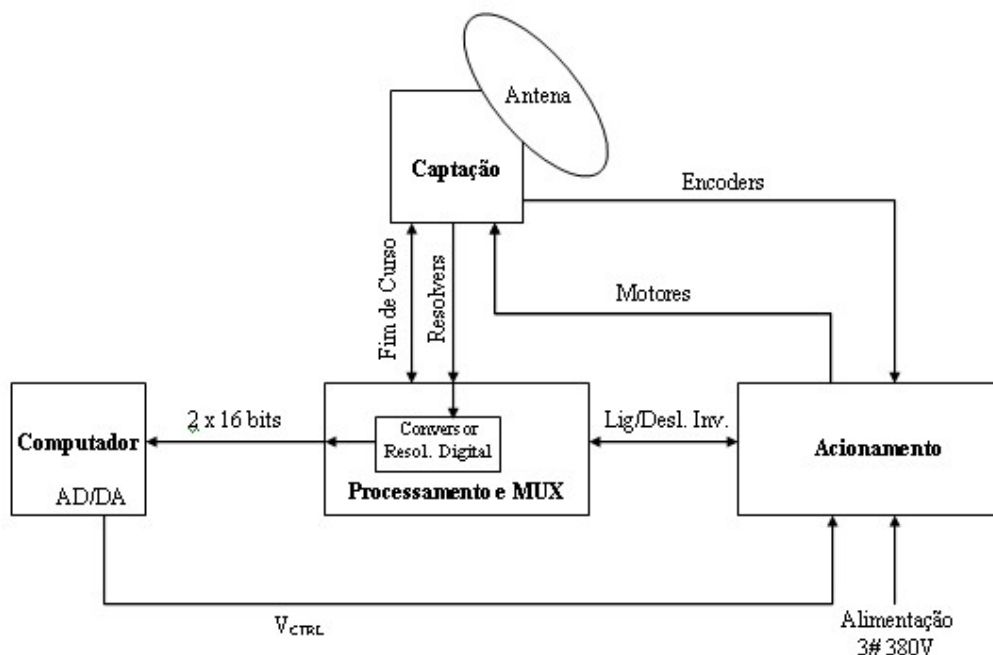 Antena
Captação
Encoders
Fim de Curso
Resolvers
Motores
2 x 16 bits
Computador
AD/DA
Conversor
Resol. Digital
Processamento e MUX
Lig/Desl. Inv.
Acionamento
VCTRL
Alimentação
3# 380V